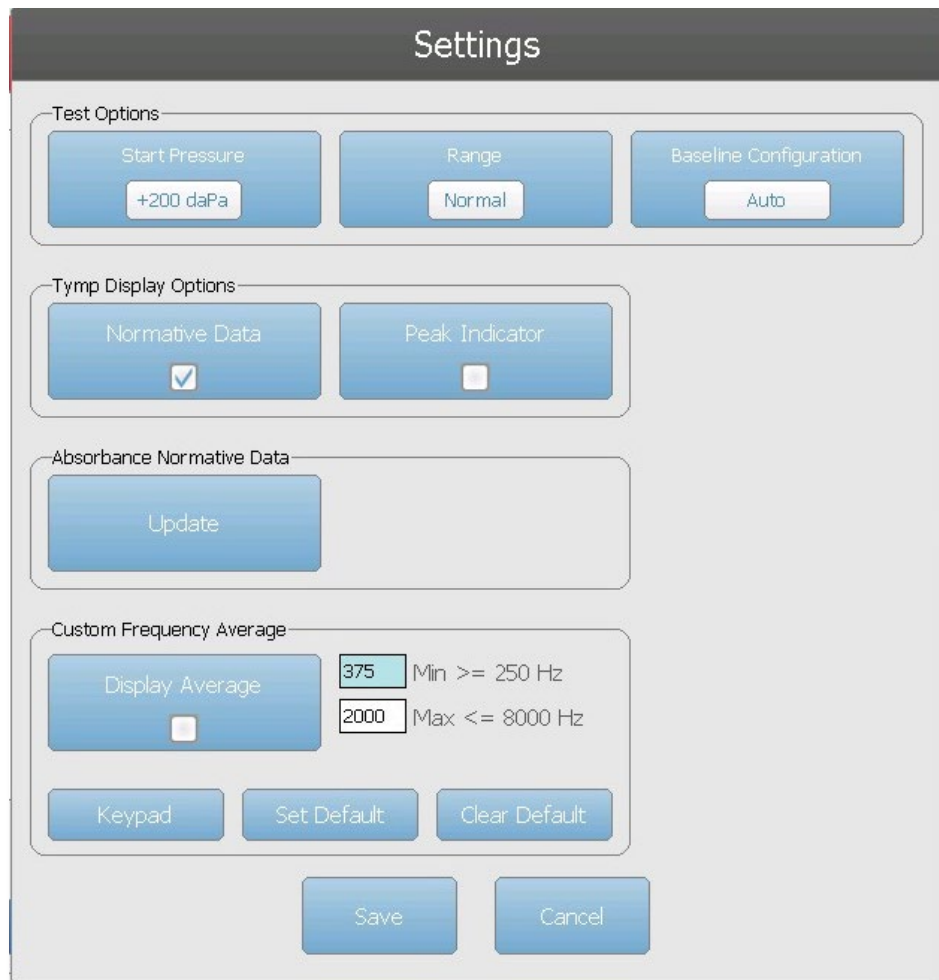 Settings
Test Options
Start Pressure Range Baseline Configuration
+200 daPa Normal Auto
Tymp Display Options
Normative Data Peak Indicator
Absorbance Normative Data
Update
Custom Frequency Average
Display Average
375 Min >= 250 Hz
2000 Max <= 8000 Hz
Keypad Set Default Clear Default
Save Cancel